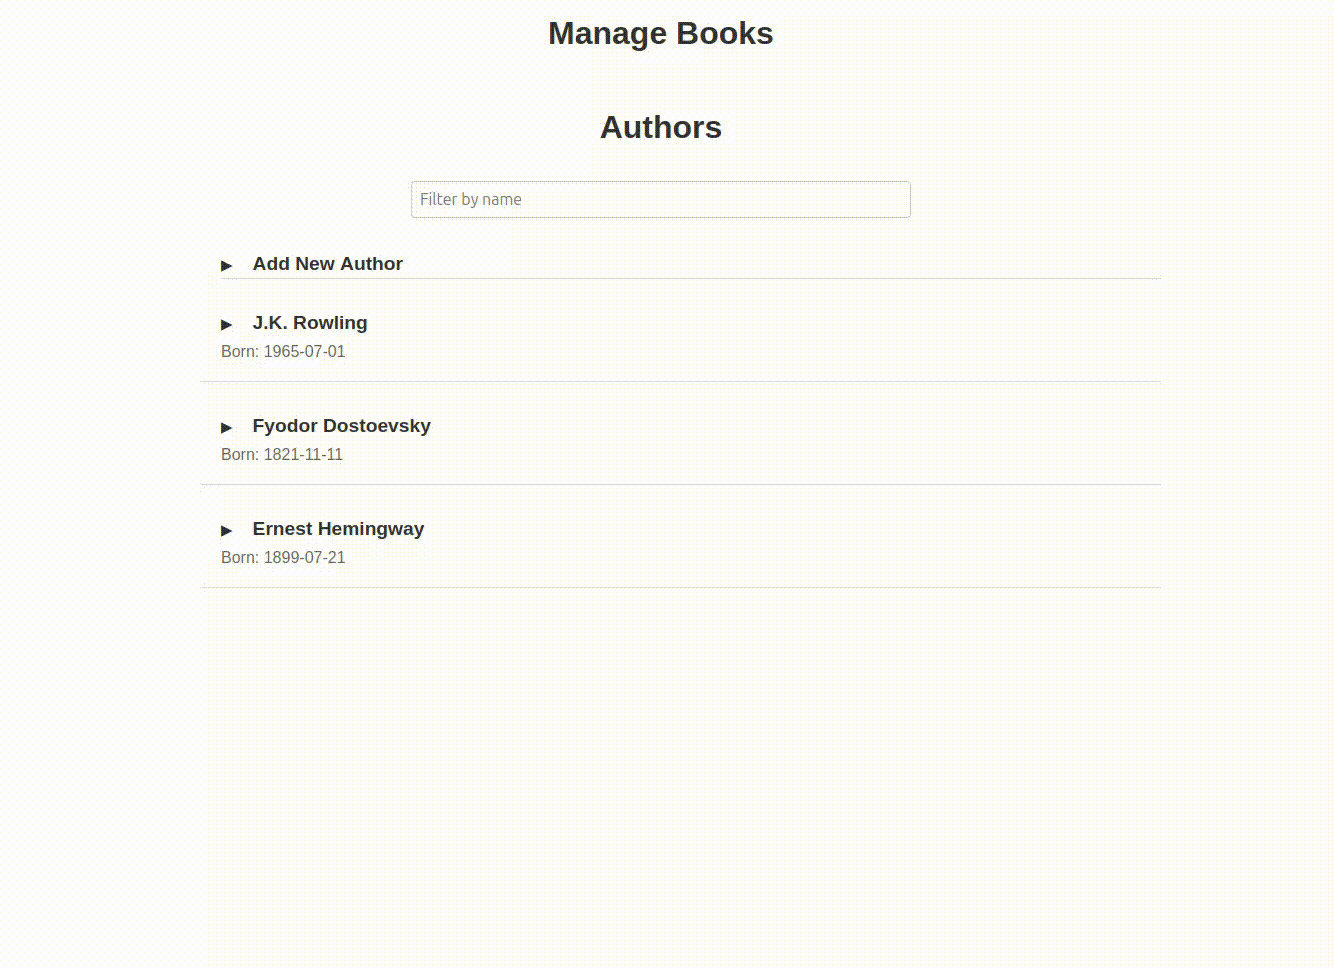 Manage Books
Authors
Filter by name
▶ Add New Author
▶ J.K. Rowling
Born: 1965-07-01
▶ Fyodor Dostoevsky
Born: 1821-11-11
▶ Ernest Hemingway
Born: 1899-07-21